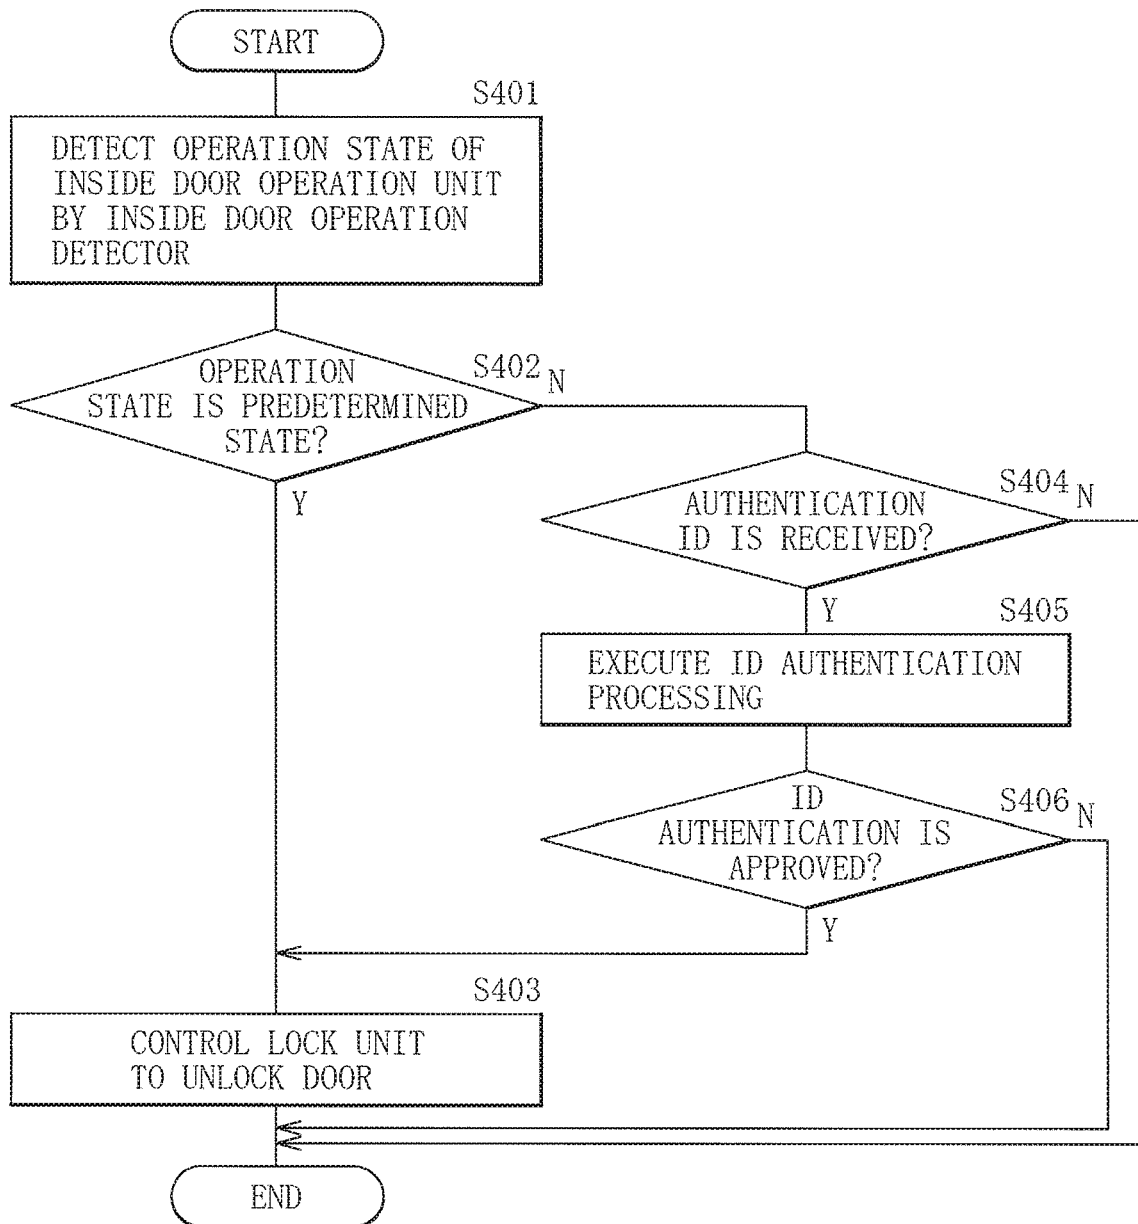 START
S401
DETECT OPERATION STATE OF
INSIDE DOOR OPERATION UNIT
BY INSIDE DOOR OPERATION
DETECTOR
S402
N
OPERATION
STATE IS PREDETERMINED
STATE?
Y
S404
N
AUTHENTICATION
ID IS RECEIVED?
Y
S405
EXECUTE ID AUTHENTICATION
PROCESSING
S406
N
ID
AUTHENTICATION IS
APPROVED?
Y
S403
CONTROL LOCK UNIT
TO UNLOCK DOOR
END